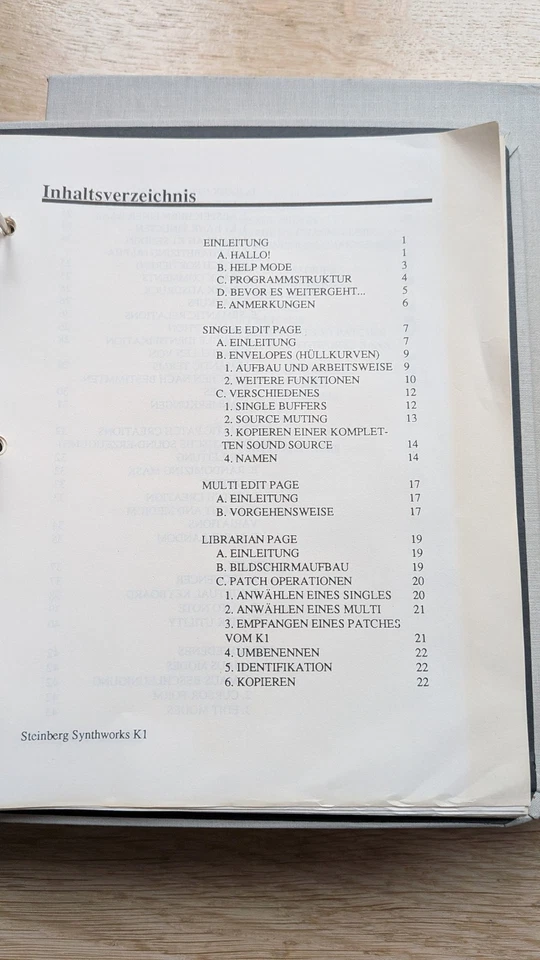 Inhaltsverzeichnis
EINLEITUNG 1
A. HALLO! 1
B. HELP MODE 3
C. PROGRAMMSTRUKTUR 4
D. BEVOR ES WEITERGEHT... 5
E. ANMERKUNGEN 6
SINGLE EDIT PAGE 7
A. EINLEITUNG 7
B. ENVELOPES (HÜLLKURVEN) 9
1. AUFBAU UND ARBEITSWEISE 9
2. WEITERE FUNKTIONEN 10
C. VERSCHIEDENES 12
1. SINGLE BUFFERS 12
2. SOURCE MUTING 13
3. KOPIEREN EINER KOMPLET-
TEN SOUND SOURCE 14
4. NAMEN 14
MULTI EDIT PAGE 17
A. EINLEITUNG 17
B. VORGEHENSWEISE 17
LIBRARIAN PAGE 19
A. EINLEITUNG 19
B. BILDSCHIRMAUFBAU 19
C. PATCH OPERATIONEN 20
1. ANWÄHLEN EINES SINGLES 20
2. ANWÄHLEN EINES MULTI 21
3. EMPFANGEN EINES PATCHES
VOM K1 21
4. UMBENENNEN 22
5. IDENTIFIKATION 22
6. KOPIEREN 22
Steinberg Synthworks K1